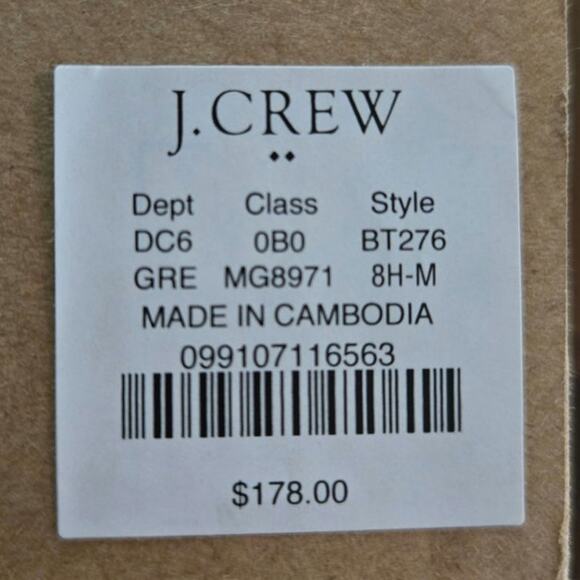 J.CREW
Dept Class Style
DC6 0B0 BT276
GRE MG8971 8H-M
MADE IN CAMBODIA
099107116563
$178.00